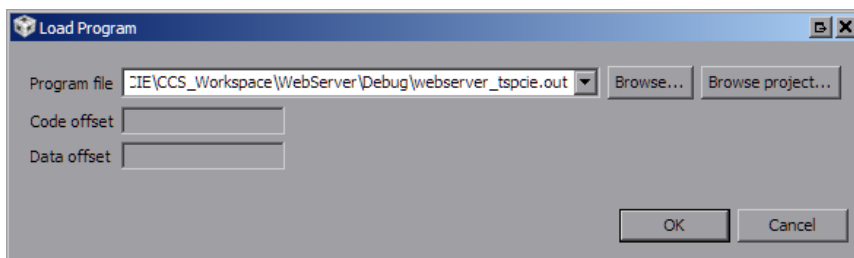 Load Program
Program file CIE\CCS_Workspace\WebServer\Debug\webserver_tspcie.out Browse... Browse project...
Code offset
Data offset
OK Cancel